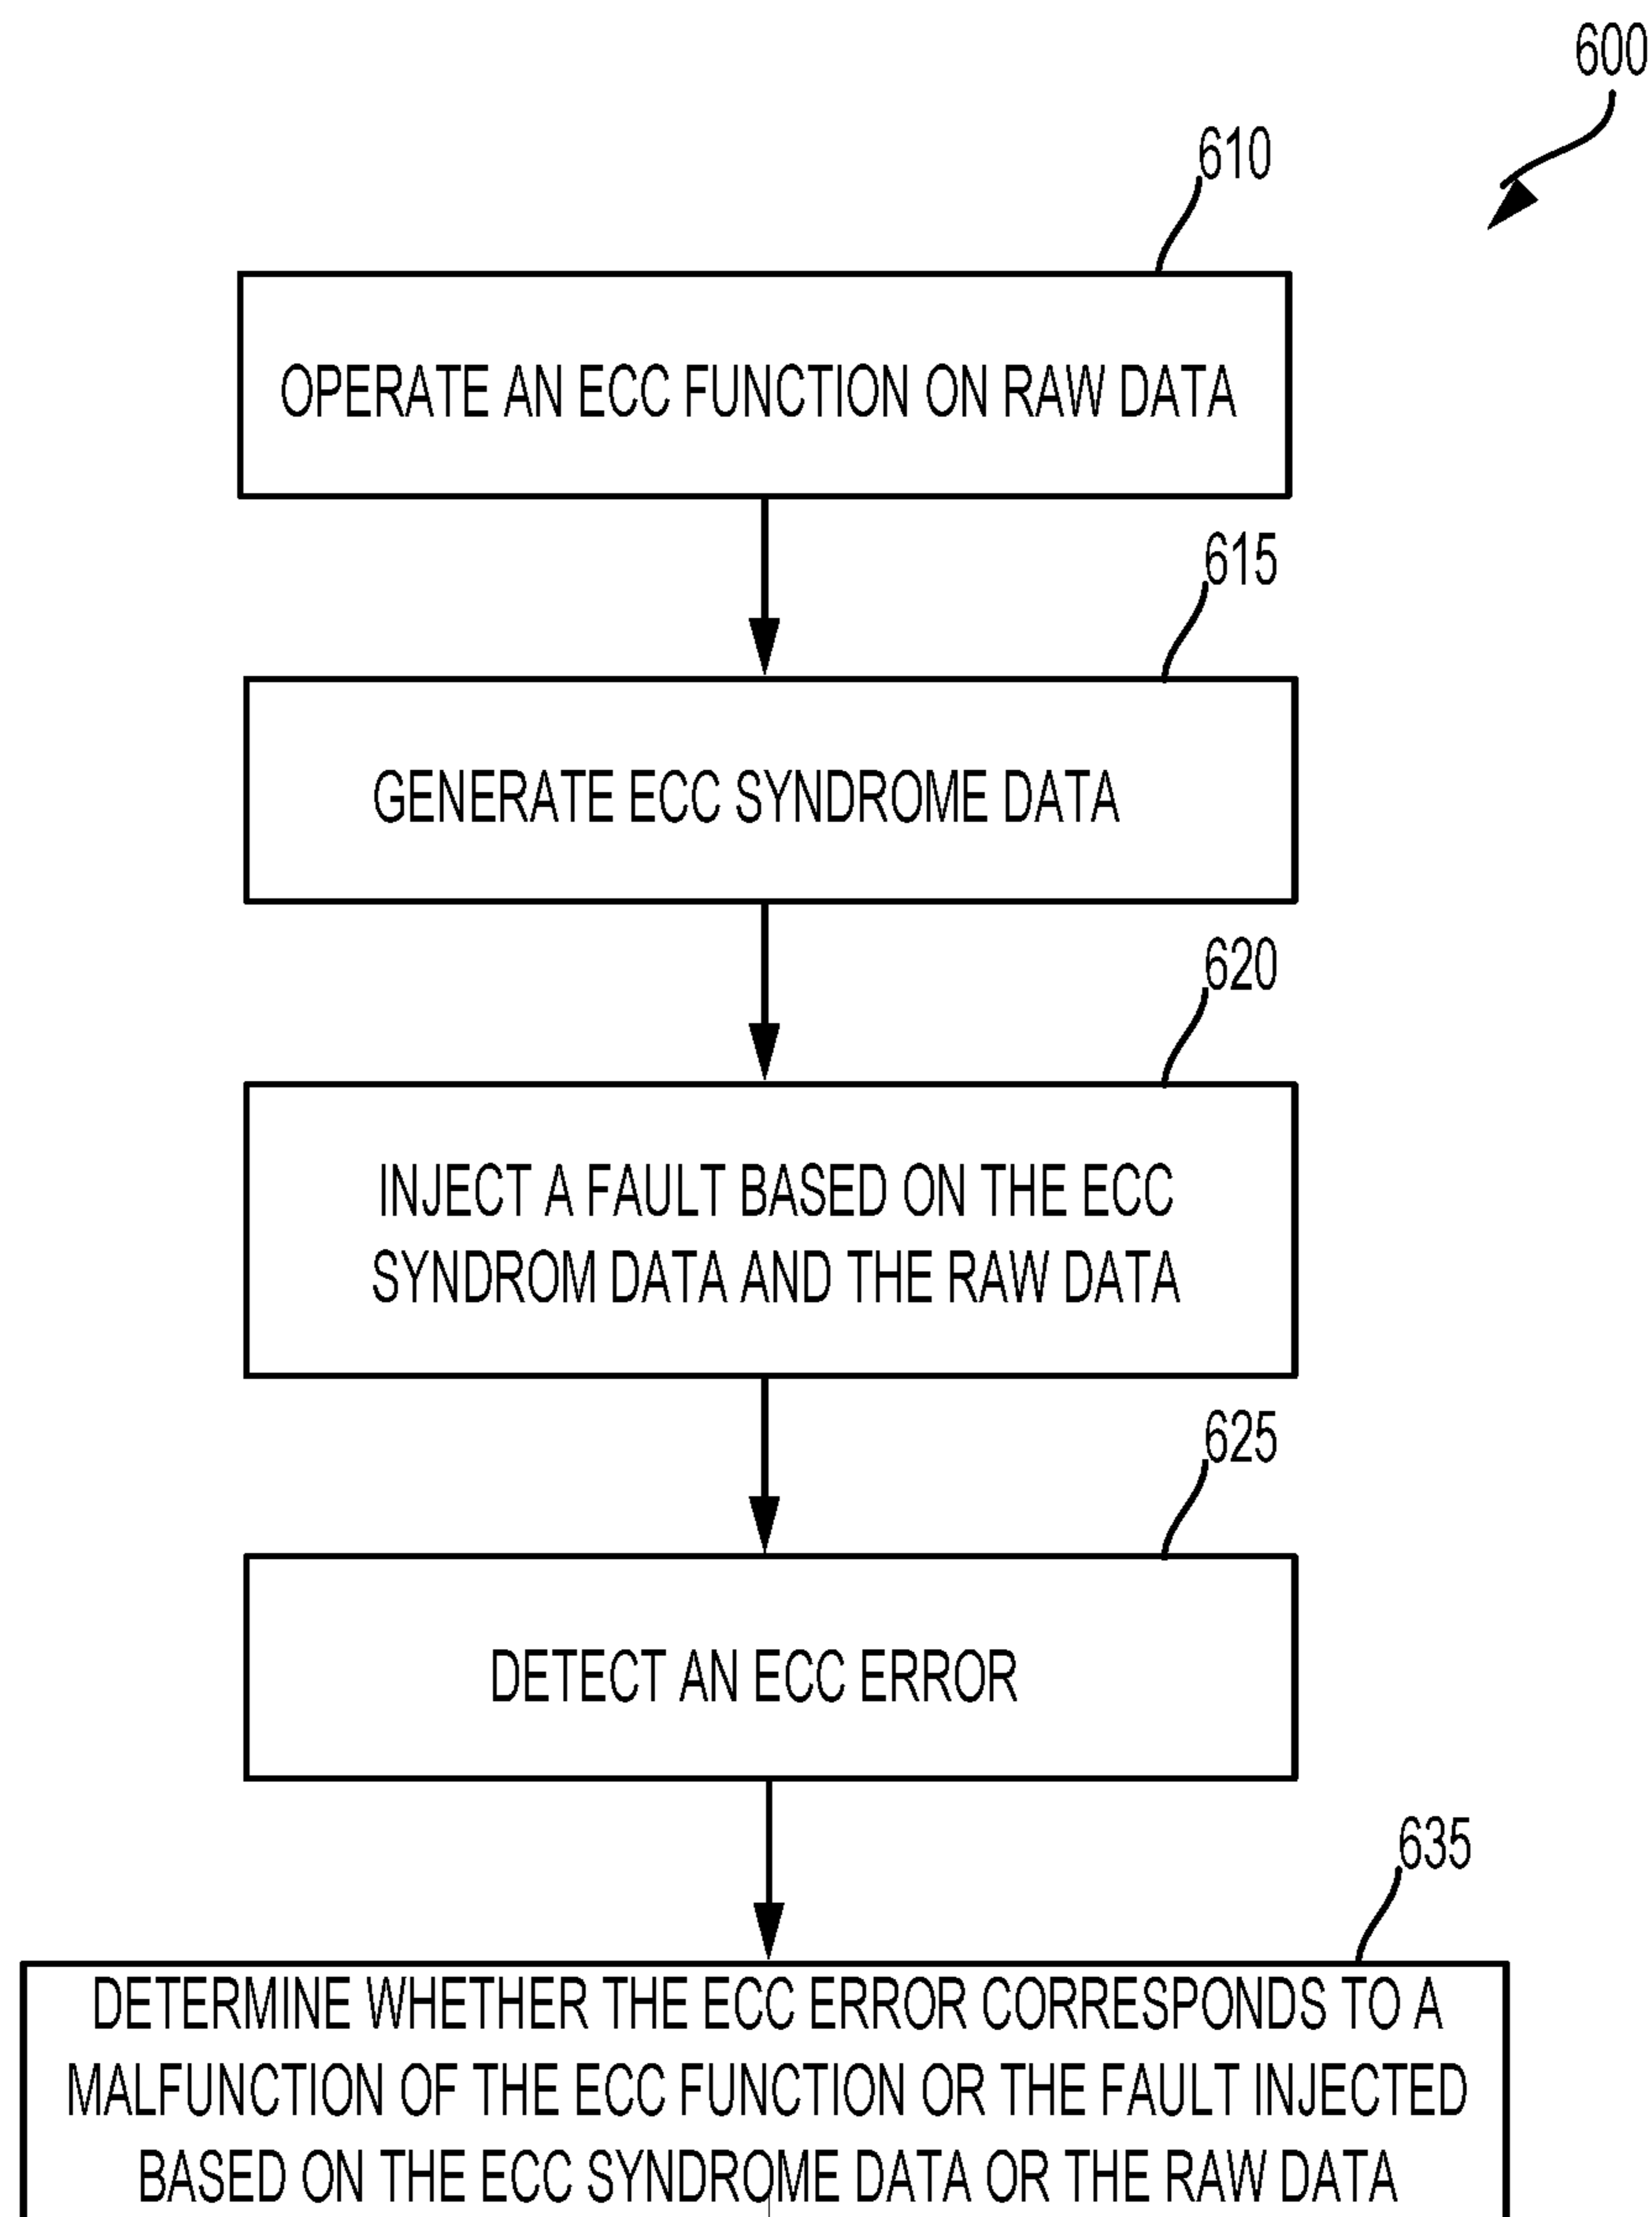 600
610
OPERATE AN ECC FUNCTION ON RAW DATA
615
GENERATE ECC SYNDROME DATA
620
INJECT A FAULT BASED ON THE ECC
SYNDROM DATA AND THE RAW DATA
625
DETECT AN ECC ERROR
635
DETERMINE WHETHER THE ECC ERROR CORRESPONDS TO A
MALFUNCTION OF THE ECC FUNCTION OR THE FAULT INJECTED
BASED ON THE ECC SYNDROME DATA OR THE RAW DATA